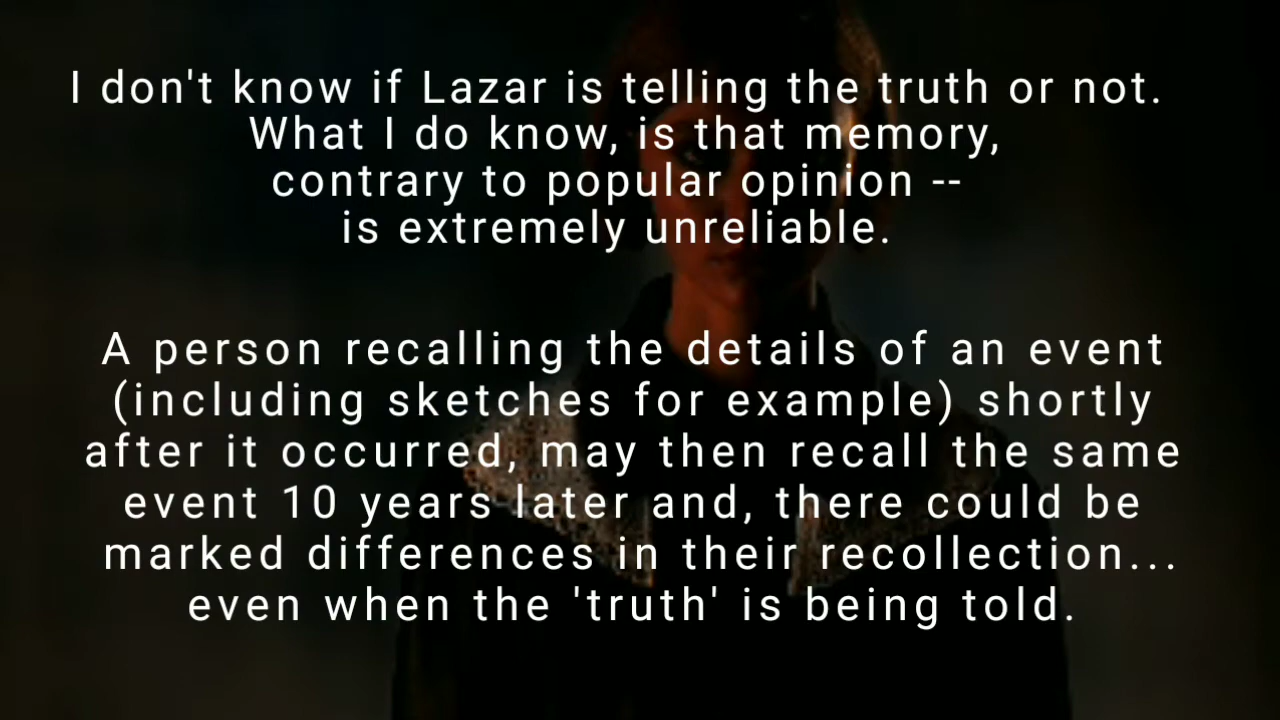 I don't know if Lazar is telling the truth or not.
What I do know, is that memory,
contrary to popular opinion --
is extremely unreliable.
A person recalling the details of an event
(including sketches for example) shortly
after it occurred, may then recall the same
event 10 years later and, there could be
marked differences in their recollection...
even when the 'truth' is being told.